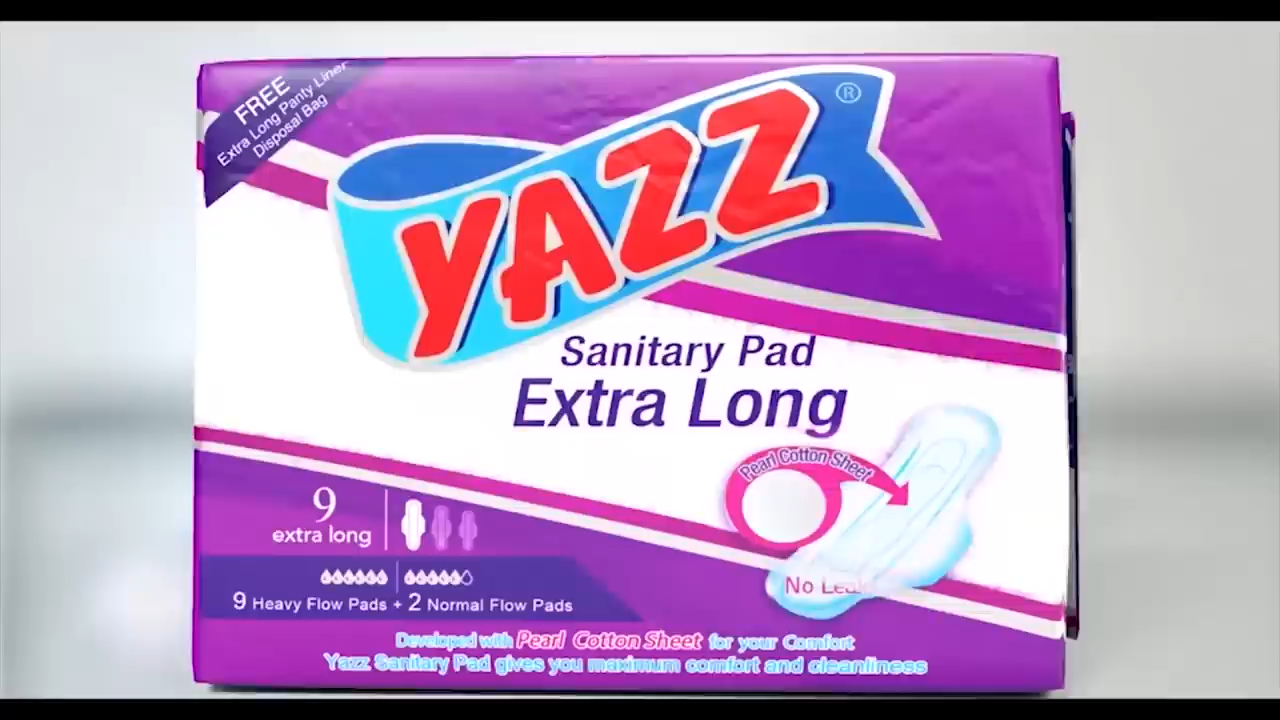 FREE
Extra Long Panty Liner
Disposal Bag
YAZZ ®
Sanitary Pad
Extra Long
Pearl Cotton Sheet
No
9
extra long
9 Heavy Flow Pads + 2 Normal Flow Pads
Developed with Pearl Cotton Sheet for your Comfort
Yazz Sanitary Pad gives you maximum comfort and cleanliness